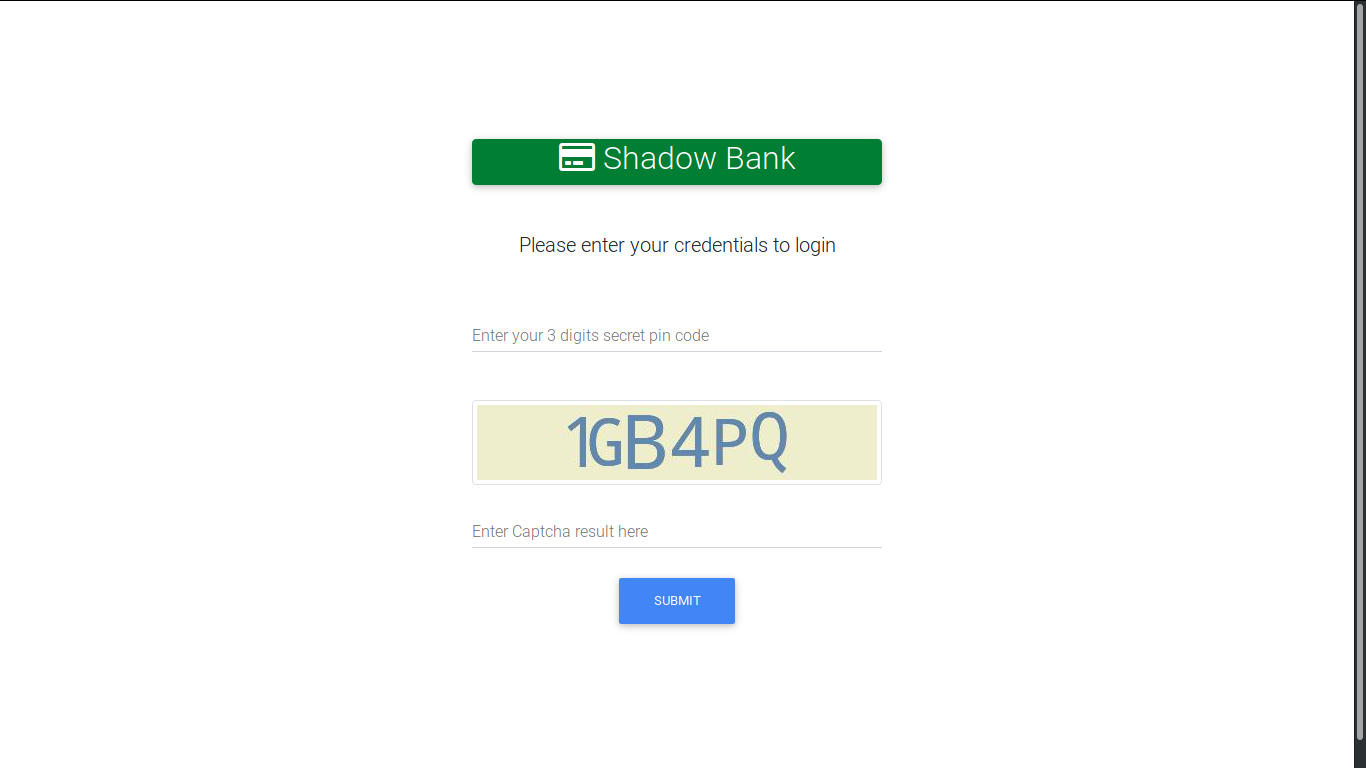 Shadow Bank
Please enter your credentials to login
Enter your 3 digits secret pin code
1GB4PQ
Enter Captcha result here
SUBMIT